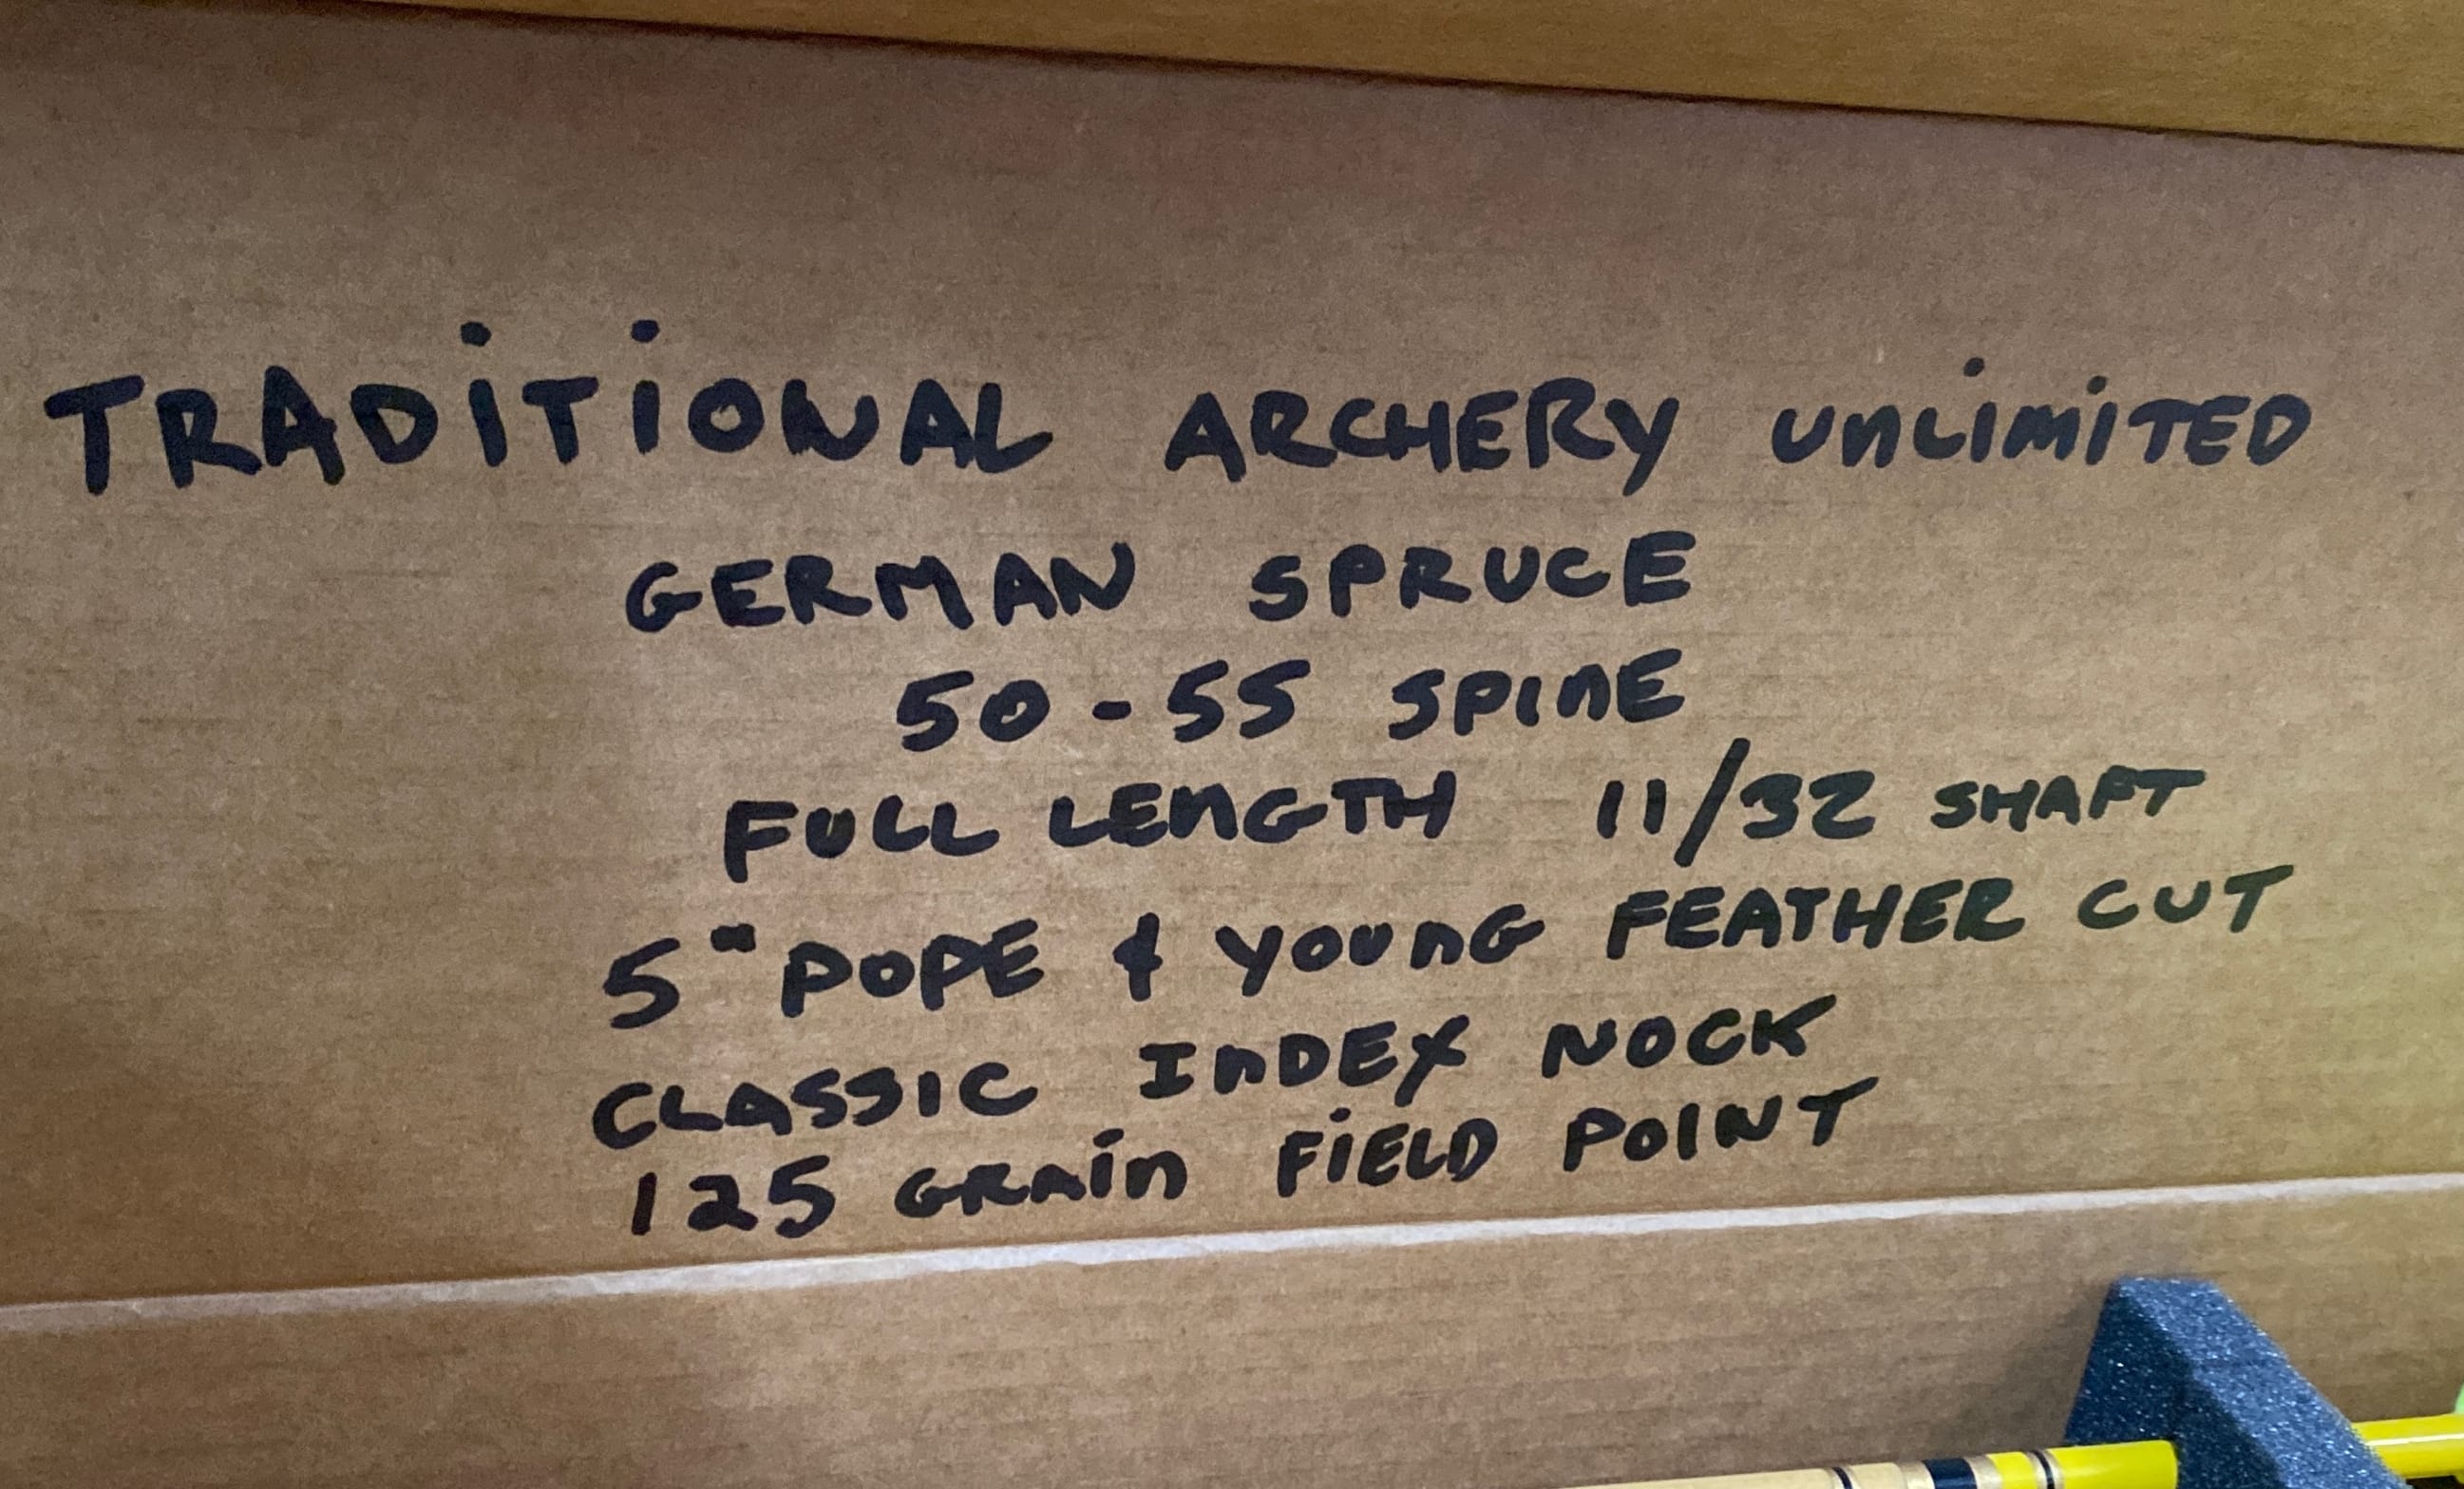 TRADITIONAL ARCHERY UNLIMITED
GERMAN SPRUCE
50-55 SPINE
FULL LENGTH 11/32 SHAFT
5" POPE & YOUNG FEATHER CUT
CLASSIC INDEX NOCK
125 GRAIN FIELD POINT